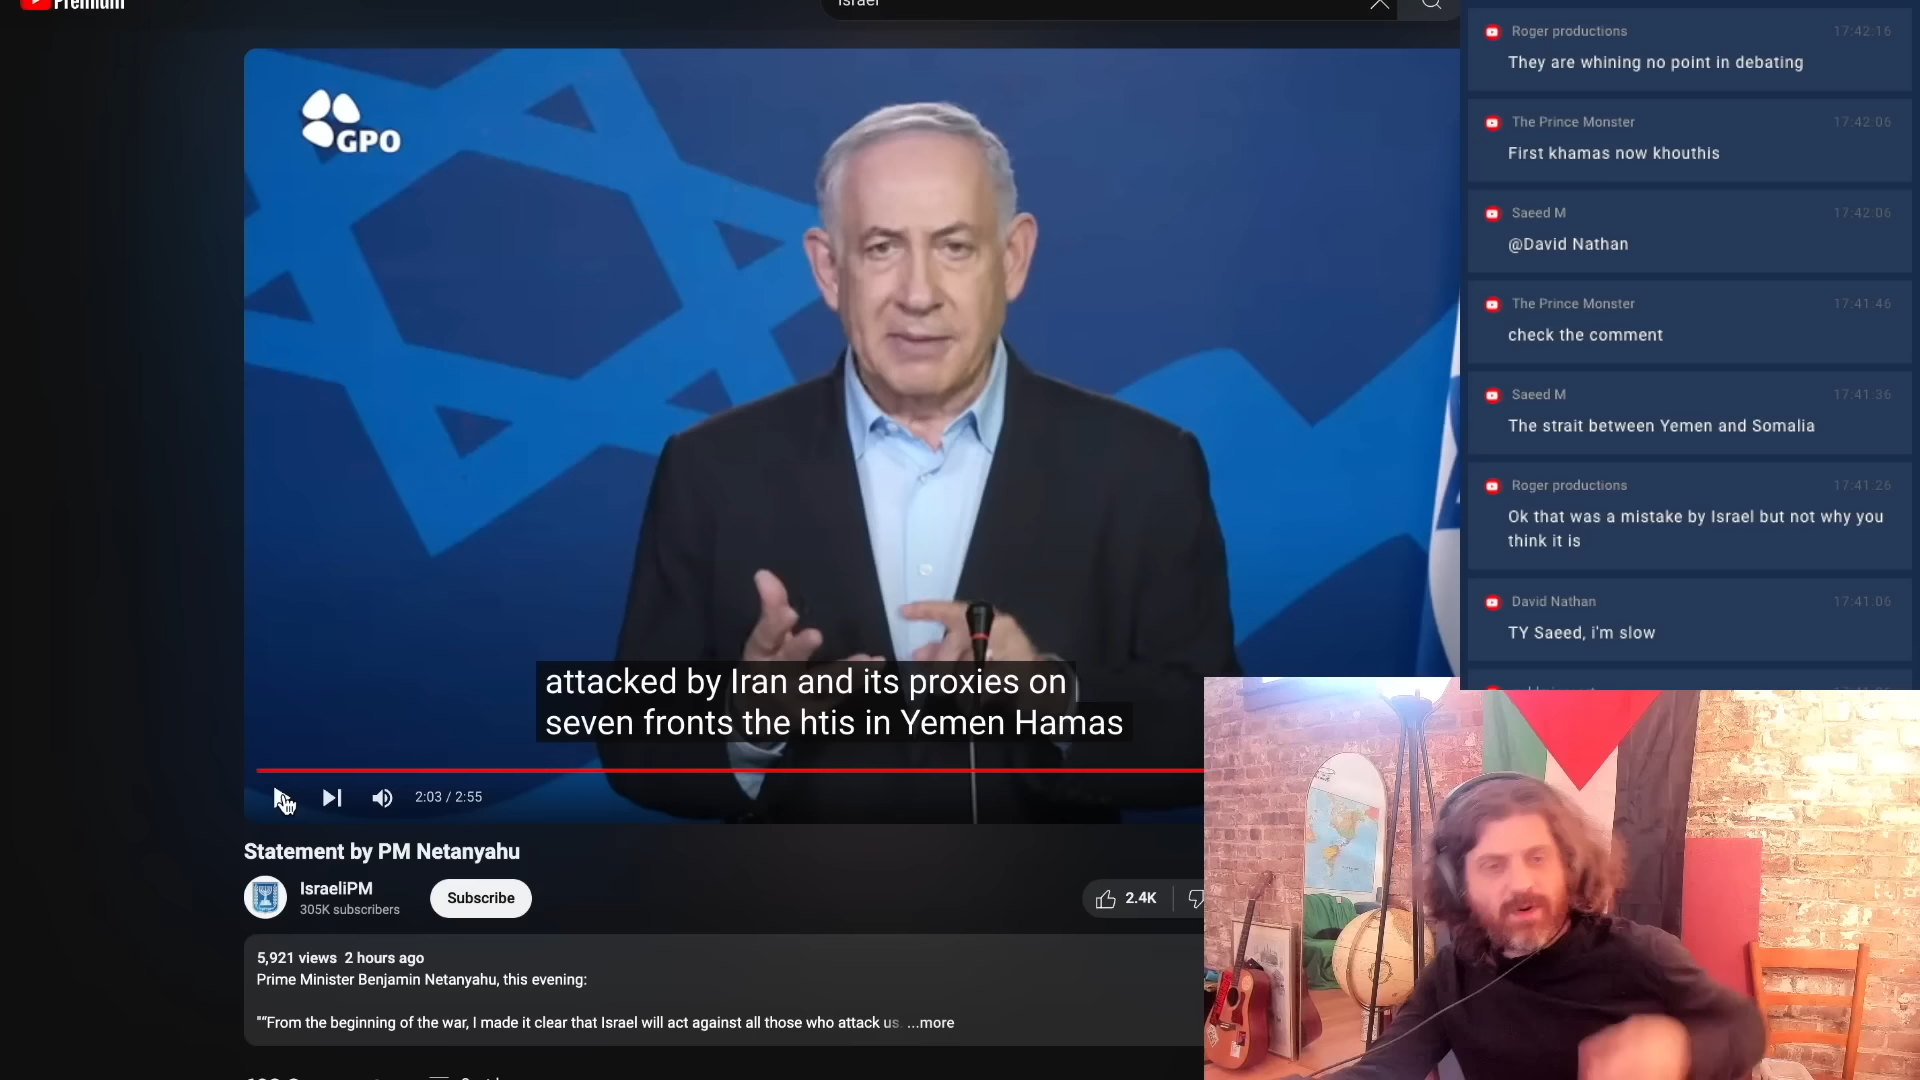 Premium
Israel
GPO
attacked by Iran and its proxies on
seven fronts the htis in Yemen Hamas
2:03 / 2:55
Statement by PM Netanyahu
IsraeliPM
305K subscribers
Subscribe
2.4K
5,921 views 2 hours ago
Prime Minister Benjamin Netanyahu, this evening:
"“From the beginning of the war, I made it clear that Israel will act against all those who attack us. ...more
Roger productions 17:42:16
They are whining no point in debating
The Prince Monster 17:42:06
First khamas now khouthis
Saeed M 17:42:06
@David Nathan
The Prince Monster 17:41:46
check the comment
Saeed M 17:41:36
The strait between Yemen and Somalia
Roger productions 17:41:26
Ok that was a mistake by Israel but not why you
think it is
David Nathan 17:41:06
TY Saeed, i'm slow